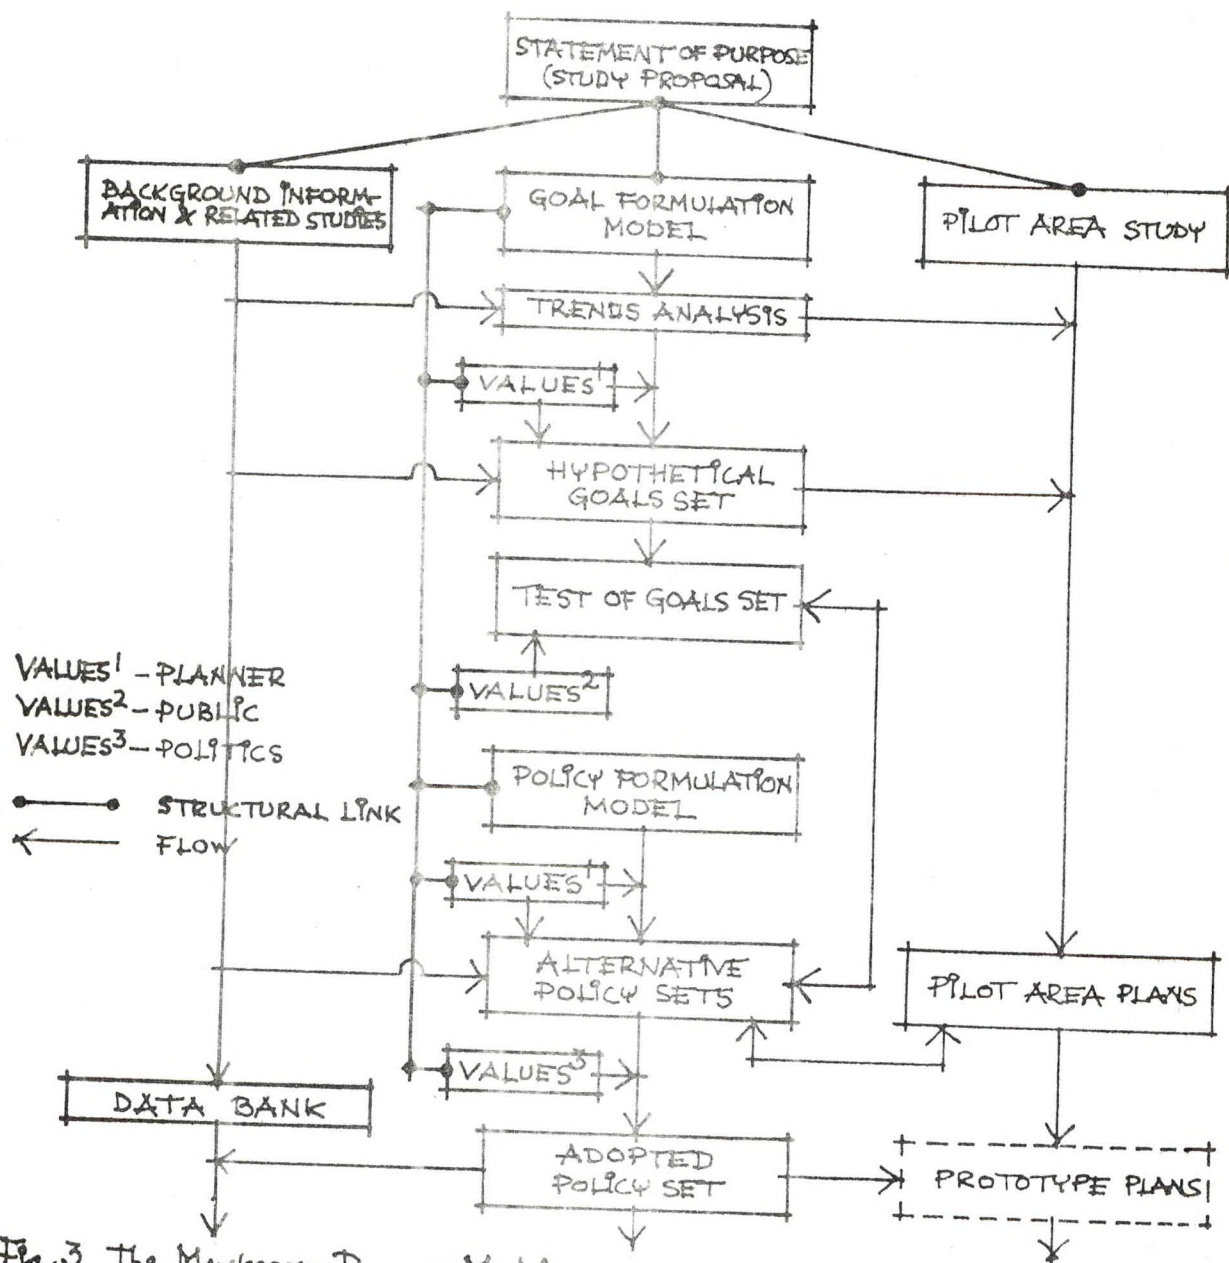 STATEMENT OF PURPOSE
(STUDY PROPOSAL)
BACKGROUND INFORM-
ATION & RELATED STUDIES
GOAL FORMULATION
MODEL
PILOT AREA STUDY
TRENDS ANALYSIS
VALUES¹
HYPOTHETICAL
GOALS SET
TEST OF GOALS SET
VALUES²
VALUES¹ – PLANNER
VALUES² – PUBLIC
VALUES³ – POLITICS
STRUCTURAL LINK
FLOW
POLICY FORMULATION
MODEL
VALUES¹
ALTERNATIVE
POLICY SETS
PILOT AREA PLANS
VALUES³
DATA BANK
ADOPTED
POLICY SET
PROTOTYPE PLANS
Fig. 3 The